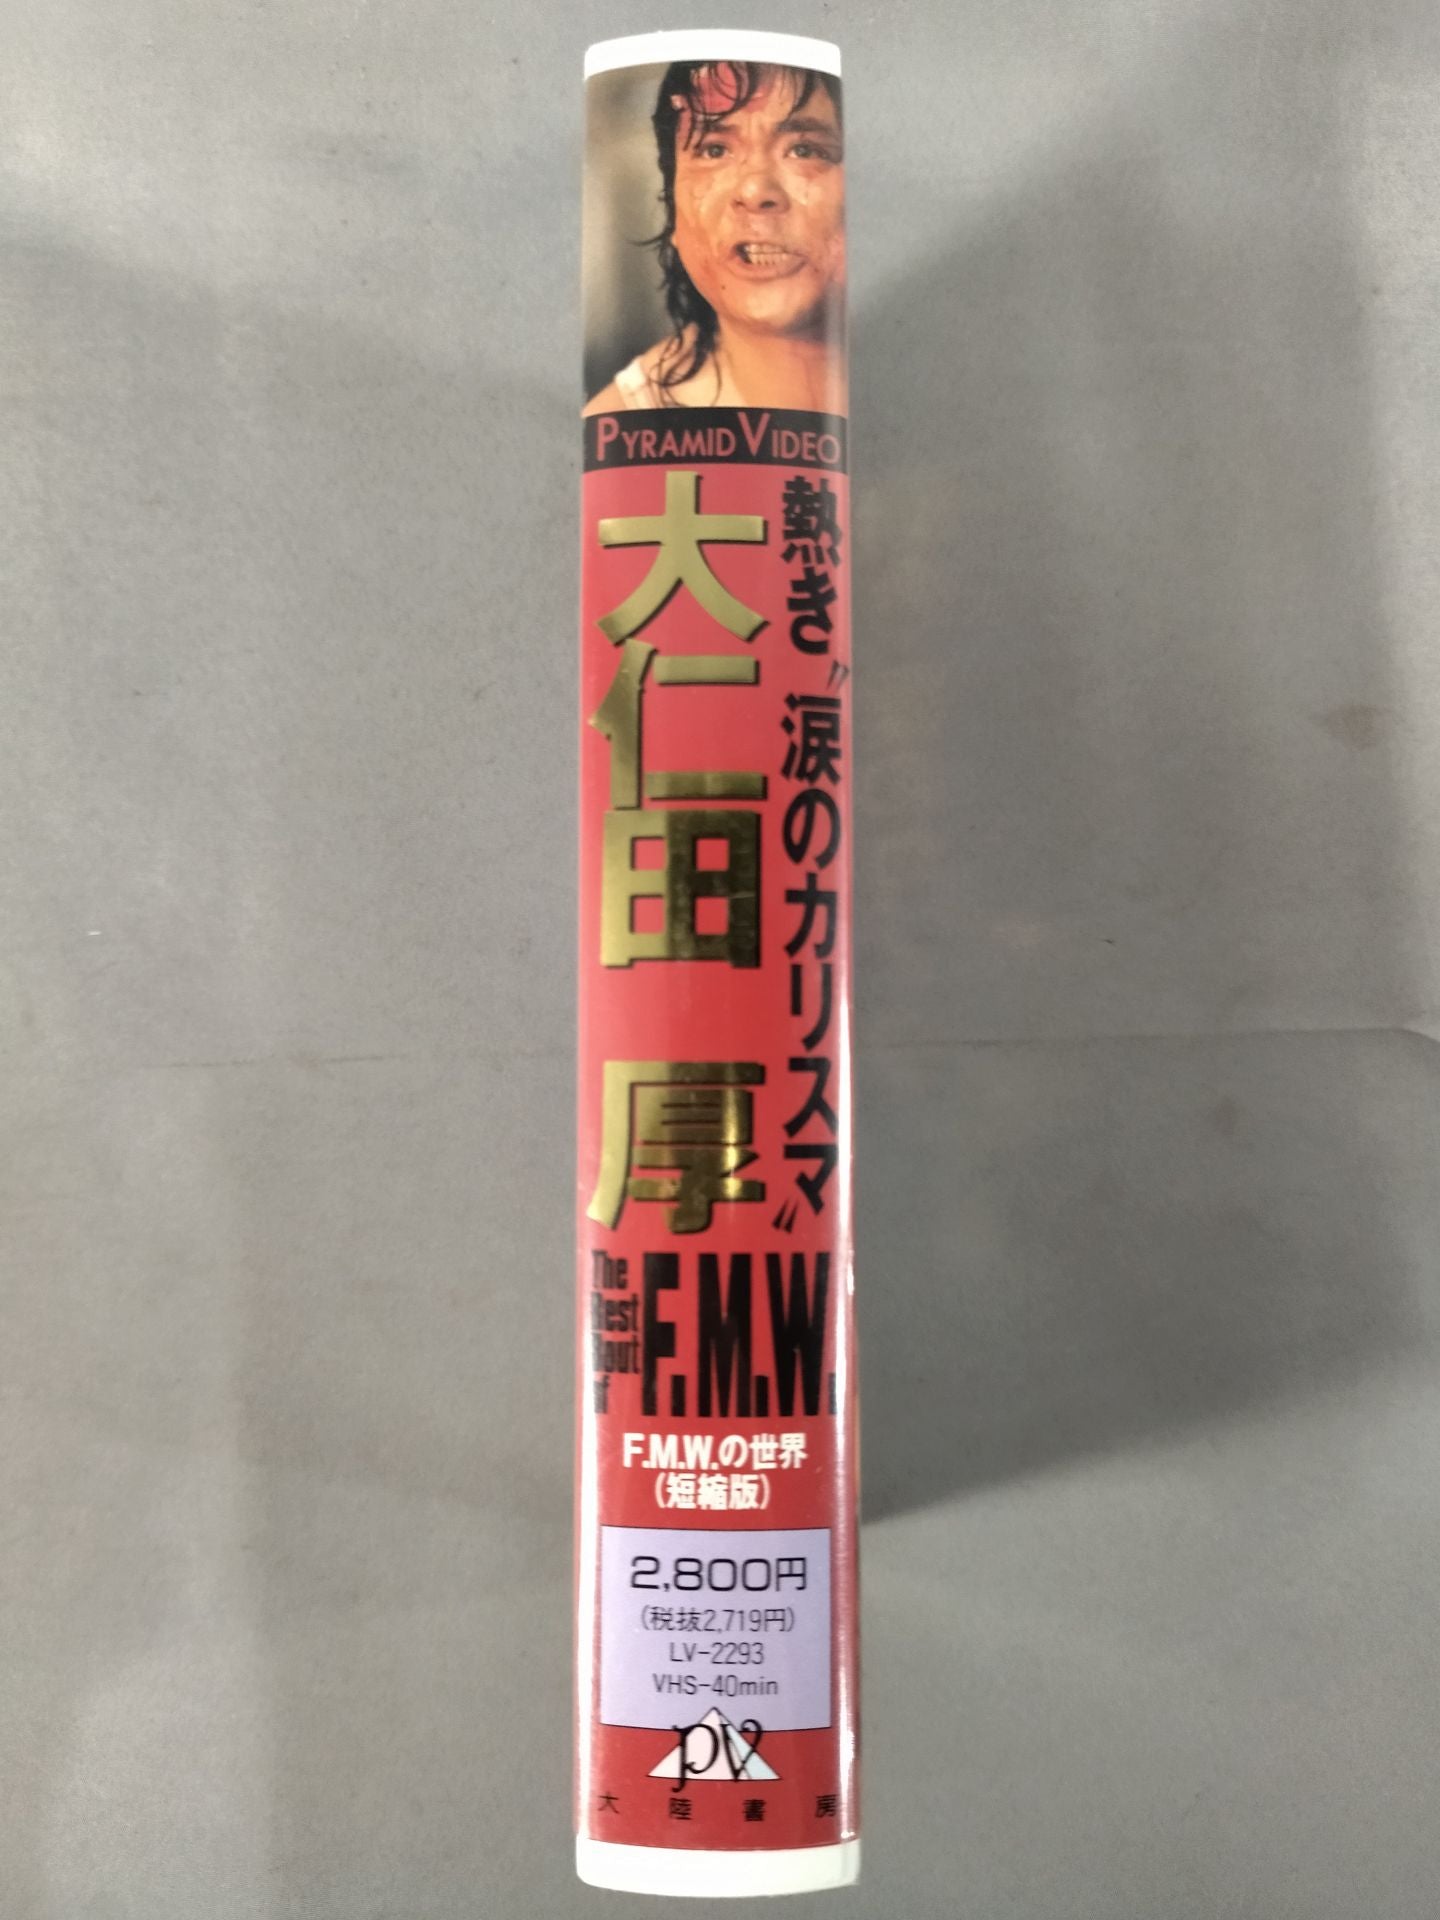 PYRAMID VIDEO
熱き〝涙のカリスマ〟
大仁田 厚
The
Best
Bout
of
F.M.W.
F.M.W.の世界
(短縮版)
2,800円
(税抜2,719円)
LV-2293
VHS-40min
PV
大陸書房